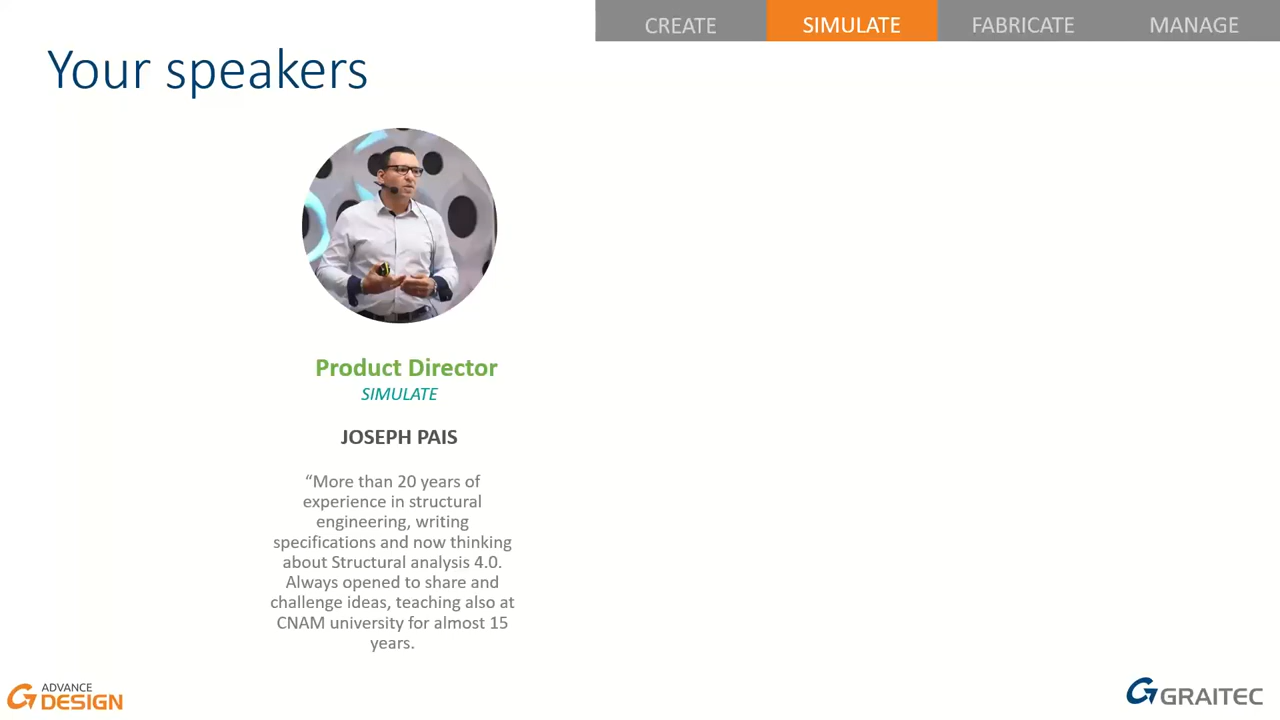 CREATE SIMULATE FABRICATE MANAGE
Your speakers
Product Director
SIMULATE
JOSEPH PAIS
“More than 20 years of
experience in structural
engineering, writing
specifications and now thinking
about Structural analysis 4.0.
Always opened to share and
challenge ideas, teaching also at
CNAM university for almost 15
years.
ADVANCE
DESIGN
GRAITEC